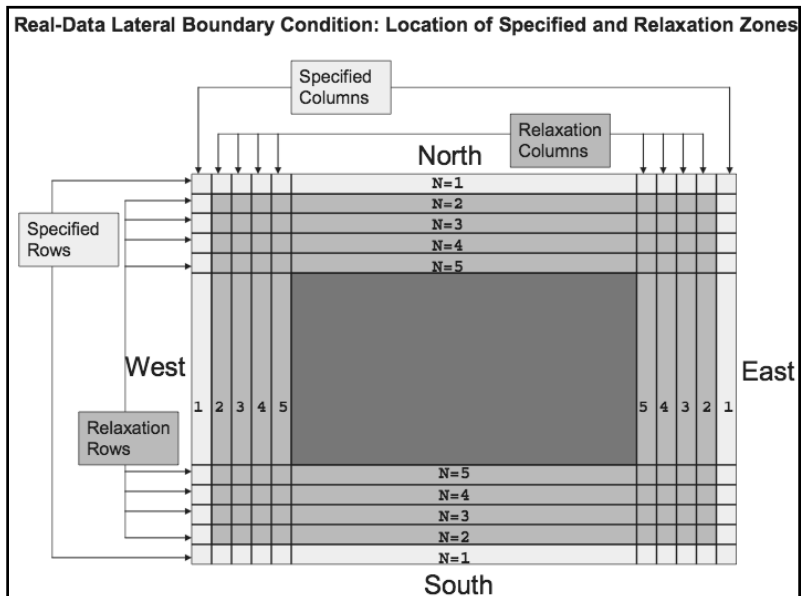 Real-Data Lateral Boundary Condition: Location of Specified and Relaxation Zones
Specified
Columns
Relaxation
Columns
North
N=1
N=2
N=3
N=4
N=5
Specified
Rows
West
East
1 2 3 4 5 5 4 3 2 1
Relaxation
Rows
N=5
N=4
N=3
N=2
N=1
South